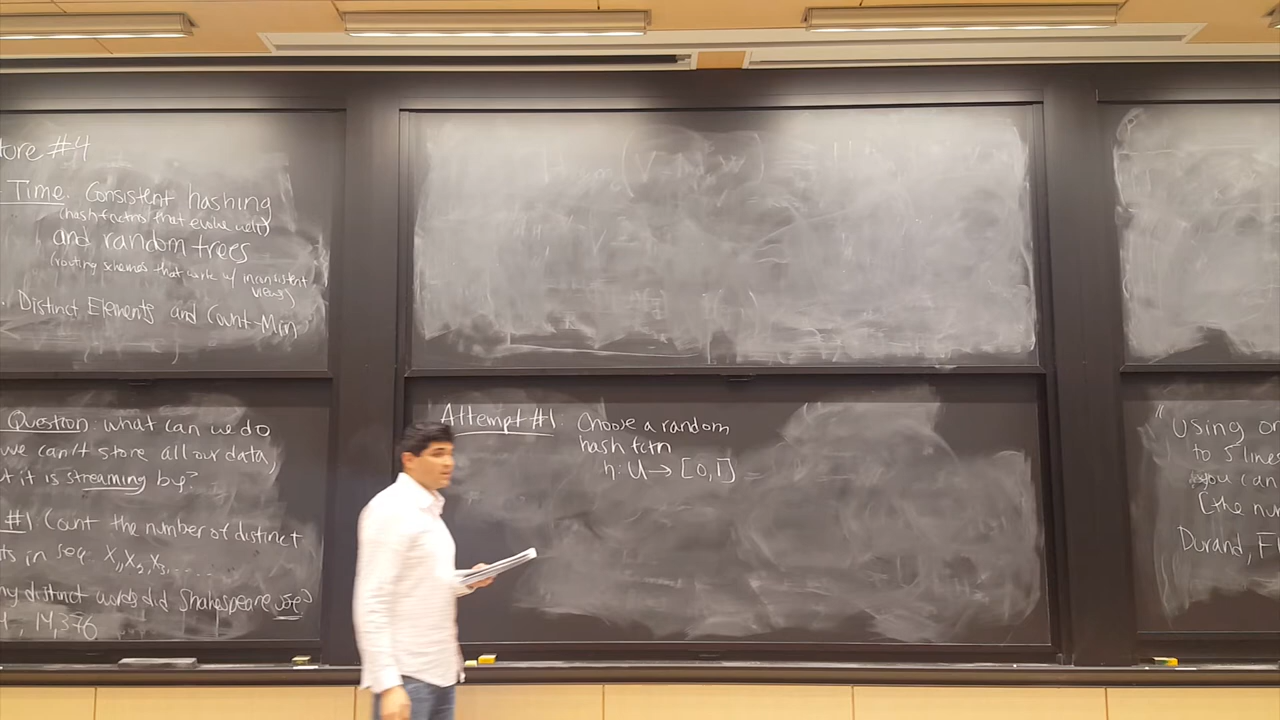 ture #4
Time. Consistent hashing
(hash fctns that evolve well)
and random trees
(routing schemes that work w/ inconsistent
views)
Distinct Elements and Count-Min
Question: what can we do
we can't store all our data,
it is streaming by?
#1: Count the number of distinct
ts in seq X₁, X₂, X₃, ....
ny distinct words did Shakespeare use?
14,376
Attempt #1: Choose a random
hash fctn
h: U → [0,1]
"Using on
to 5 lines
you can
[the nu
Durand, Fl